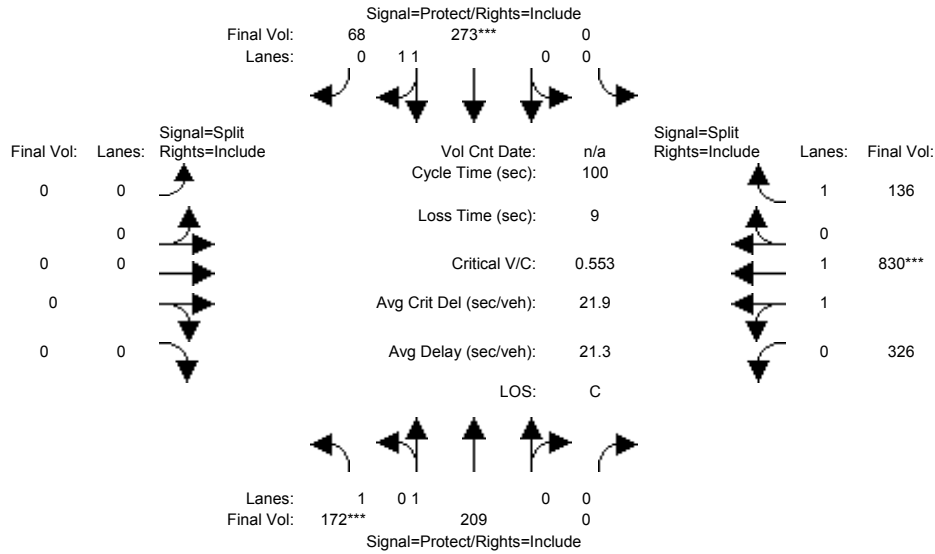 Signal=Protect/Rights=Include
Final Vol: 68 273*** 0
Lanes: 0 1 1 0 0
Signal=Split Signal=Split
Final Vol: Lanes: Rights=Include Vol Cnt Date: n/a Rights=Include Lanes: Final Vol:
Cycle Time (sec): 100
0 0 1 136
Loss Time (sec): 9
0 0
0 0 Critical V/C: 0.553 1 830***
0 Avg Crit Del (sec/veh): 21.9 1
0 0 Avg Delay (sec/veh): 21.3 0 326
LOS: C
Lanes: 1 0 1 0 0
Final Vol: 172*** 209 0
Signal=Protect/Rights=Include